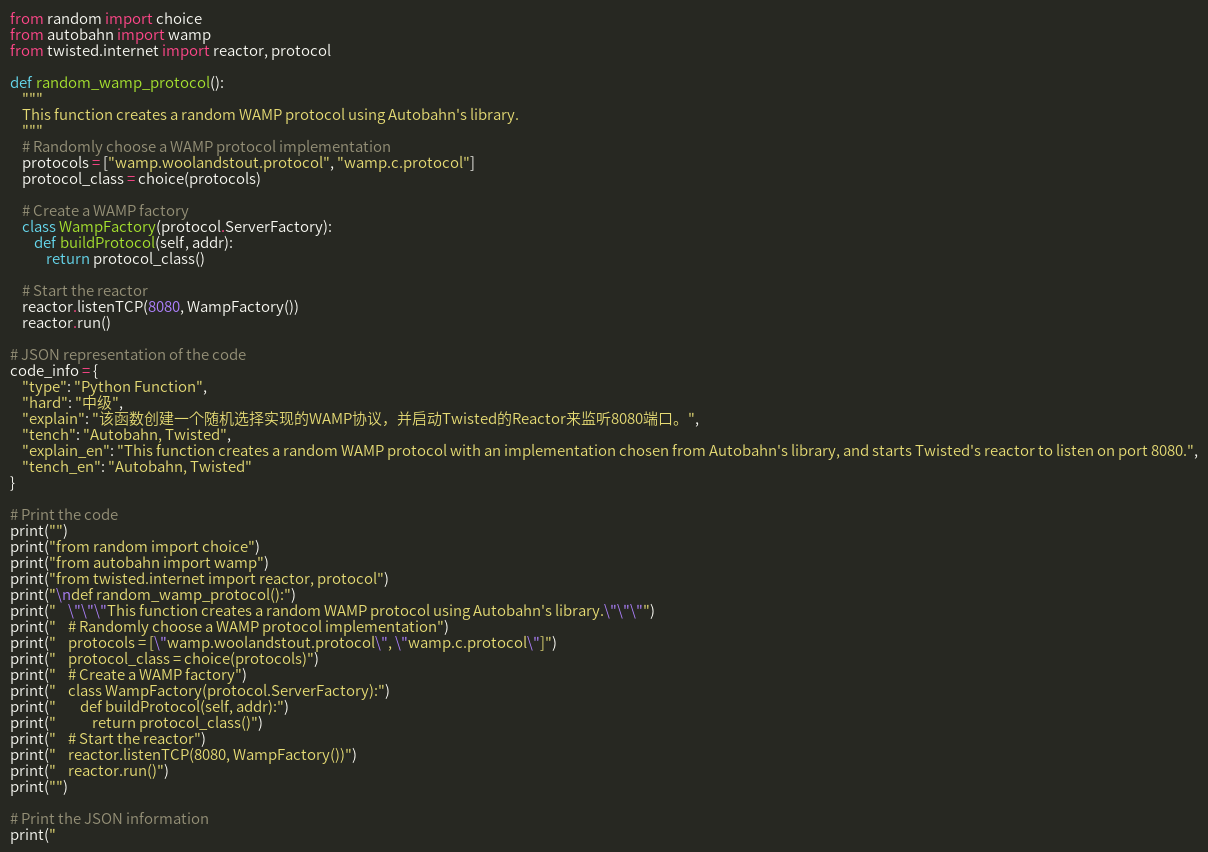 from random import choice
from autobahn import wamp
from twisted.internet import reactor, protocol

def random_wamp_protocol():
    """
    This function creates a random WAMP protocol using Autobahn's library.
    """
    # Randomly choose a WAMP protocol implementation
    protocols = ["wamp.woolandstout.protocol", "wamp.c.protocol"]
    protocol_class = choice(protocols)

    # Create a WAMP factory
    class WampFactory(protocol.ServerFactory):
        def buildProtocol(self, addr):
            return protocol_class()

    # Start the reactor
    reactor.listenTCP(8080, WampFactory())
    reactor.run()

# JSON representation of the code
code_info = {
    "type": "Python Function",
    "hard": "中级",
    "explain": "该函数创建一个随机选择实现的WAMP协议，并启动Twisted的Reactor来监听8080端口。",
    "tench": "Autobahn, Twisted",
    "explain_en": "This function creates a random WAMP protocol with an implementation chosen from Autobahn's library, and starts Twisted's reactor to listen on port 8080.",
    "tench_en": "Autobahn, Twisted"
}

# Print the code
print("")
print("from random import choice")
print("from autobahn import wamp")
print("from twisted.internet import reactor, protocol")
print("\ndef random_wamp_protocol():")
print("    \"\"\"This function creates a random WAMP protocol using Autobahn's library.\"\"\"")
print("    # Randomly choose a WAMP protocol implementation")
print("    protocols = [\"wamp.woolandstout.protocol\", \"wamp.c.protocol\"]")
print("    protocol_class = choice(protocols)")
print("    # Create a WAMP factory")
print("    class WampFactory(protocol.ServerFactory):")
print("        def buildProtocol(self, addr):")
print("            return protocol_class()")
print("    # Start the reactor")
print("    reactor.listenTCP(8080, WampFactory())")
print("    reactor.run()")
print("")

# Print the JSON information
print("